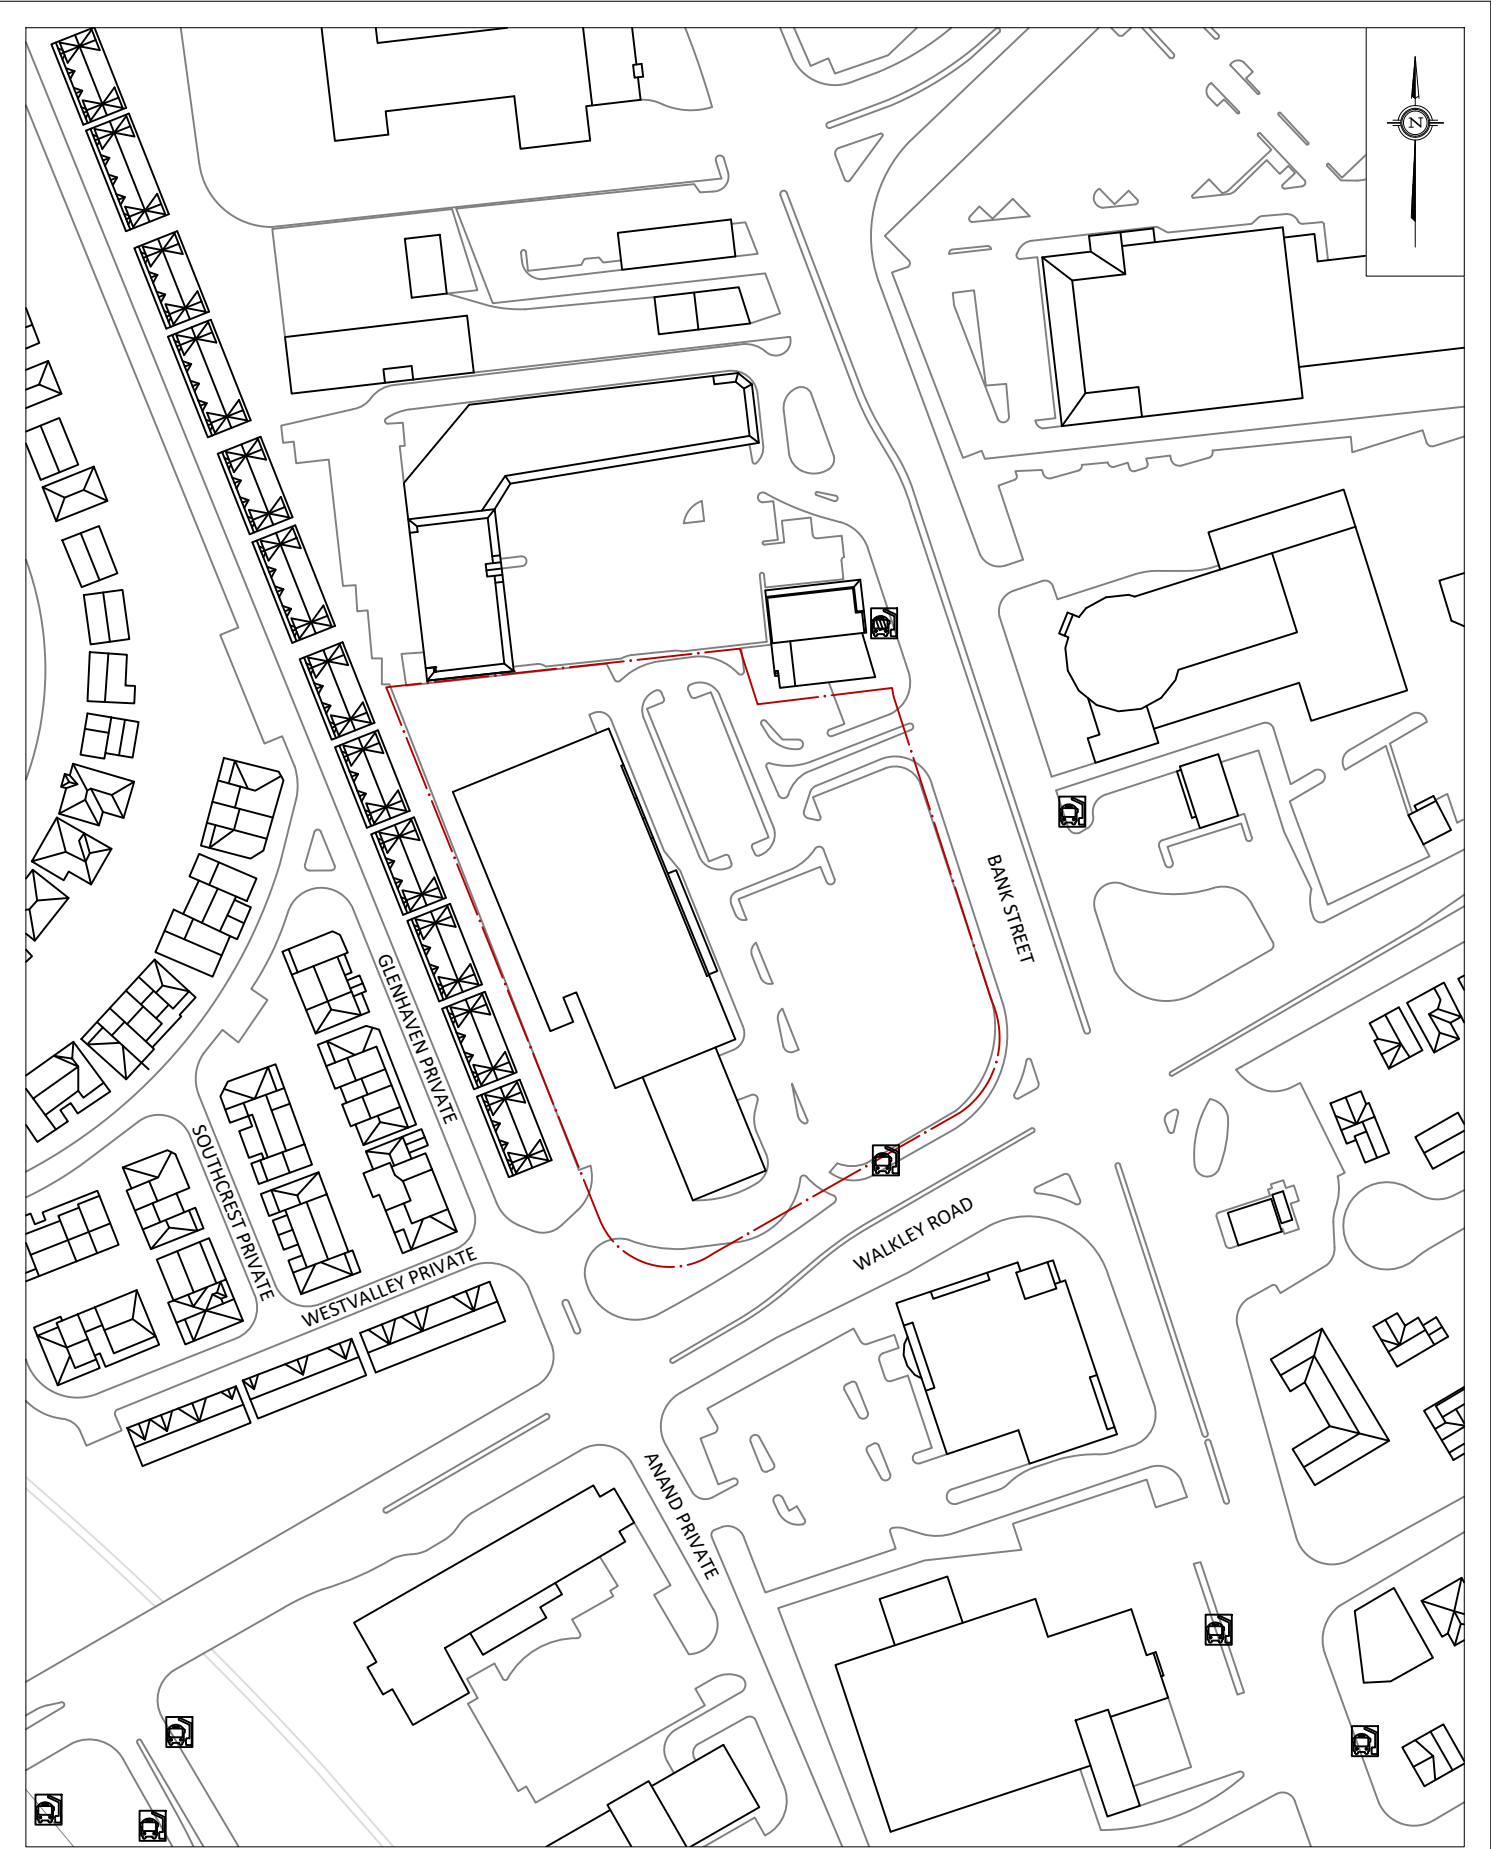 N
BANK STREET
GLENHAVEN PRIVATE
SOUTHCREST PRIVATE
WALKLEY ROAD
WESTVALLEY PRIVATE
ANAND PRIVATE